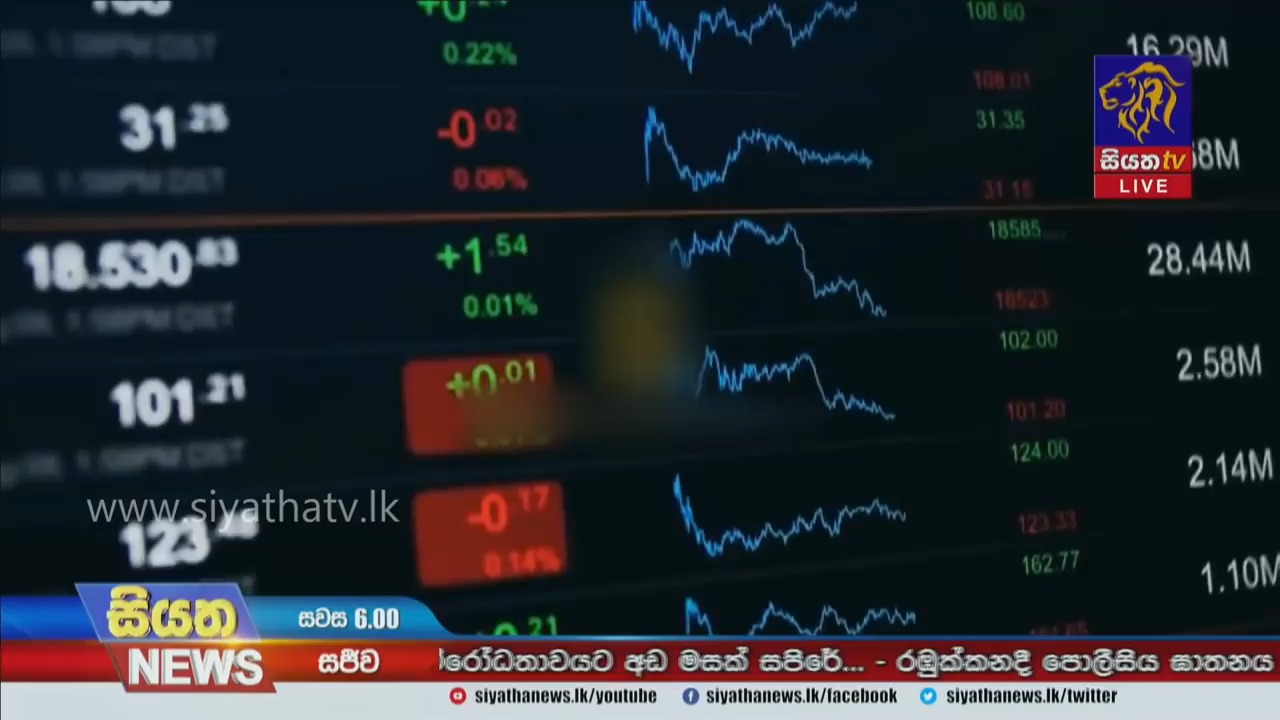 0.22%
108.60
108.01
16.29M
31.25
-0.02
0.06%
31.35
31.15
සියත tv
LIVE
18.530.83
+1.54
0.01%
18585
18523
28.44M
101.21
+0.01
102.00
101.20
2.58M
www.siyathatv.lk
123
-0.17
0.14%
124.00
123.33
2.14M
162.77
1.10M
සියත
NEWS
සවස 6.00
සජීව
රෝධතාවයට අඩ මසක් සපිරේ... - රඹුක්කනදී පොලීසිය ඝාතනය
siyathanews.lk/youtube siyathanews.lk/facebook siyathanews.lk/twitter